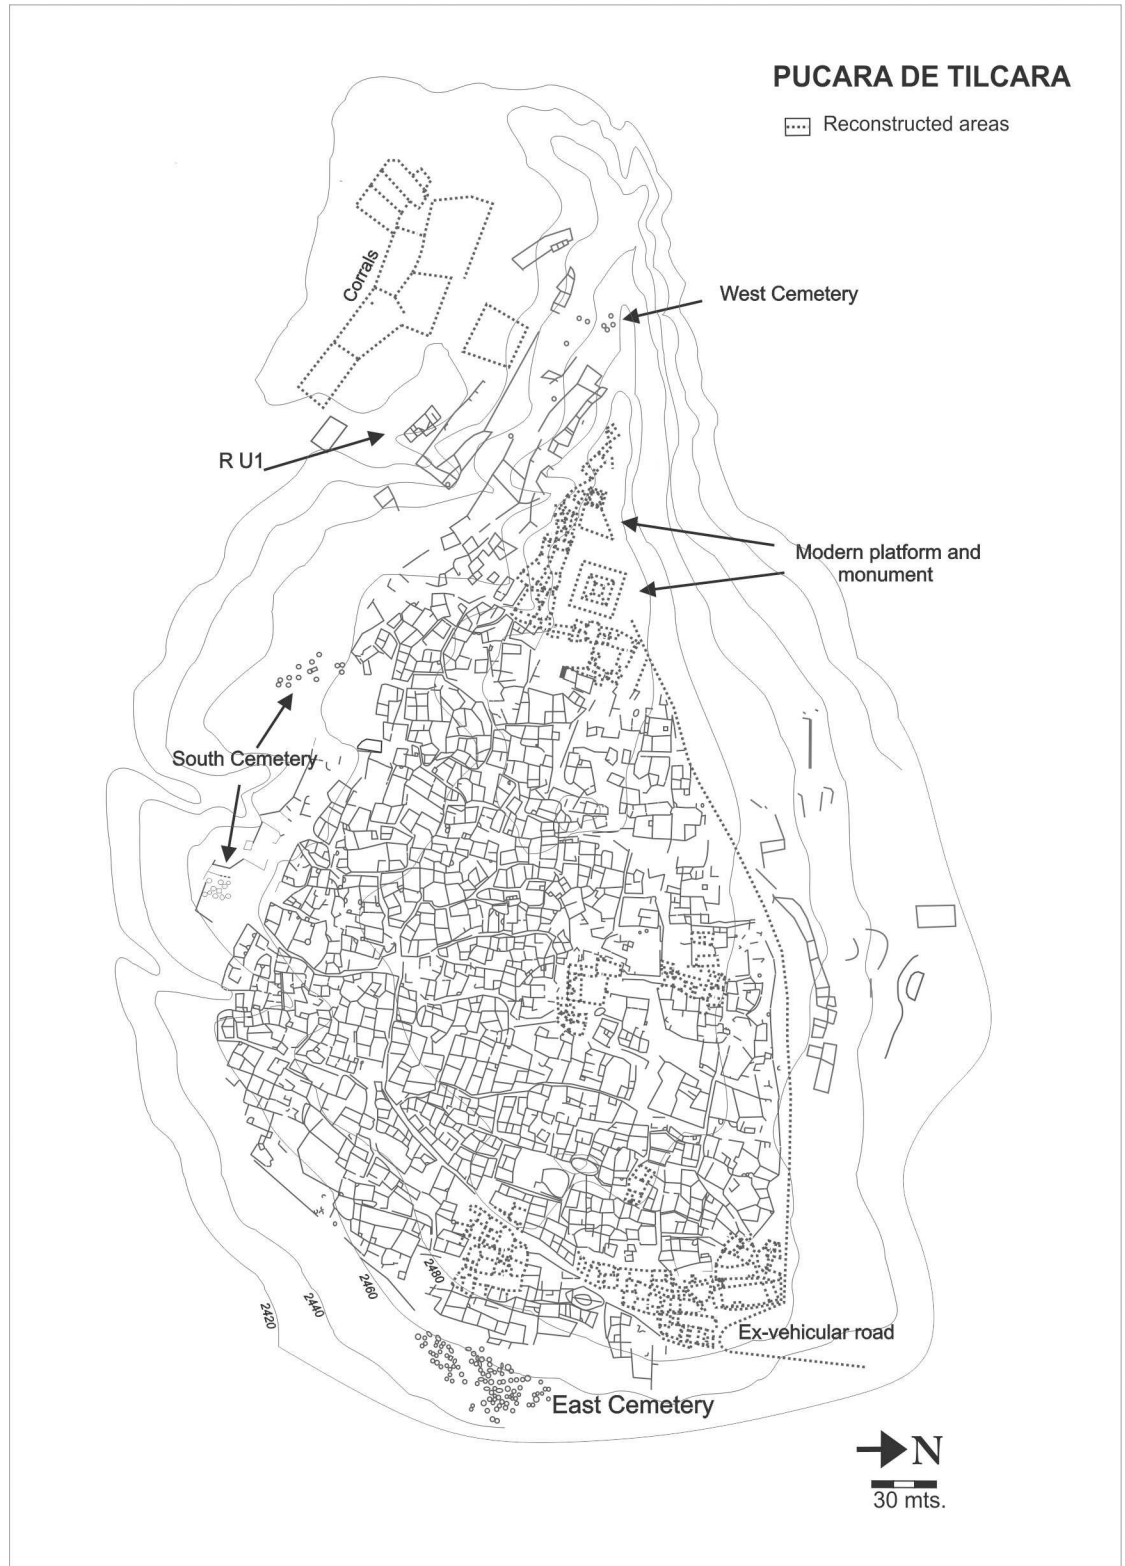 PUCARA DE TILCARA
Reconstructed areas
Corrals
West Cemetery
R U1
Modern platform and
monument
South Cemetery
2480
2460
2440
2420
Ex-vehicular road
East Cemetery
N
30 mts.